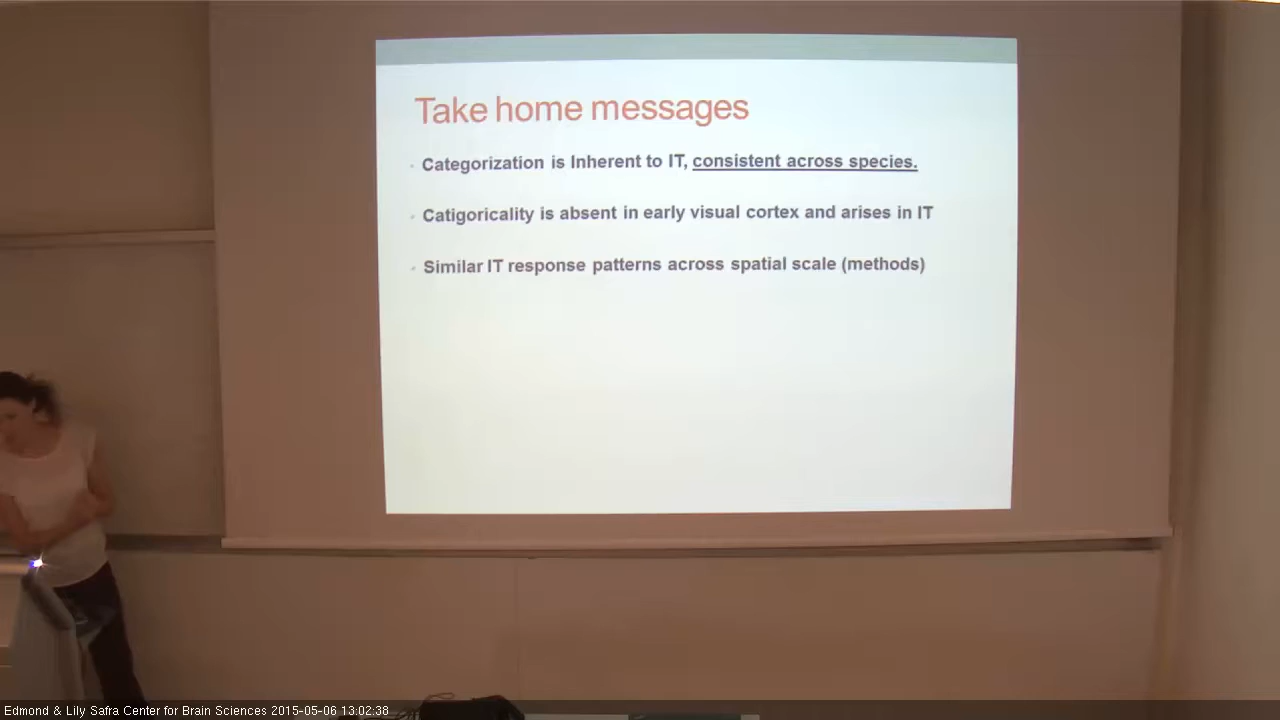 Take home messages
Categorization is Inherent to IT, consistent across species.
Catigoricality is absent in early visual cortex and arises in IT
Similar IT response patterns across spatial scale (methods)
Edmond & Lily Safra Center for Brain Sciences 2015-05-06 13:02:38